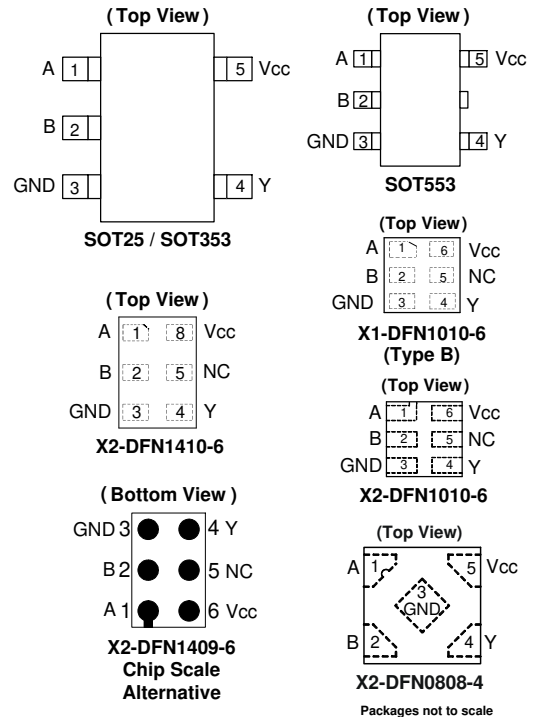 (Top View)
A 1 5 Vcc
B 2
GND 3 4 Y
SOT25 / SOT353
(Top View)
A 1 8 Vcc
B 2 5 NC
GND 3 4 Y
X2-DFN1410-6
(Bottom View)
GND 3 4 Y
B 2 5 NC
A 1 6 Vcc
X2-DFN1409-6
Chip Scale
Alternative
(Top View)
A 1 5 Vcc
B 2
GND 3 4 Y
SOT553
(Top View)
A 1 6 Vcc
B 2 5 NC
GND 3 4 Y
X1-DFN1010-6
(Type B)
(Top View)
A 1 6 Vcc
B 2 5 NC
GND 3 4 Y
X2-DFN1010-6
(Top View)
A 1 5 Vcc
3
GND
B 2 4 Y
X2-DFN0808-4
Packages not to scale